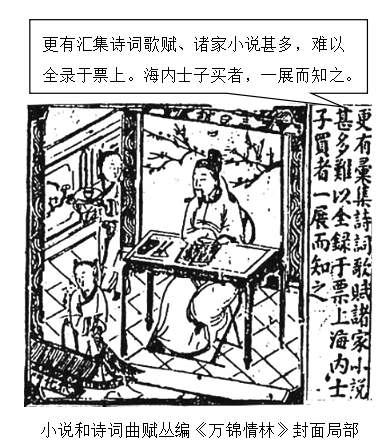 更有汇集诗词歌赋、诸家小说甚多，难以
全录于票上。海内士子买者，一展而知之。
更有彙集詩詞歌賦諸家小説
甚多難以全録于票上海内士
子買者一展而知之
小说和诗词曲赋丛编《万锦情林》封面局部